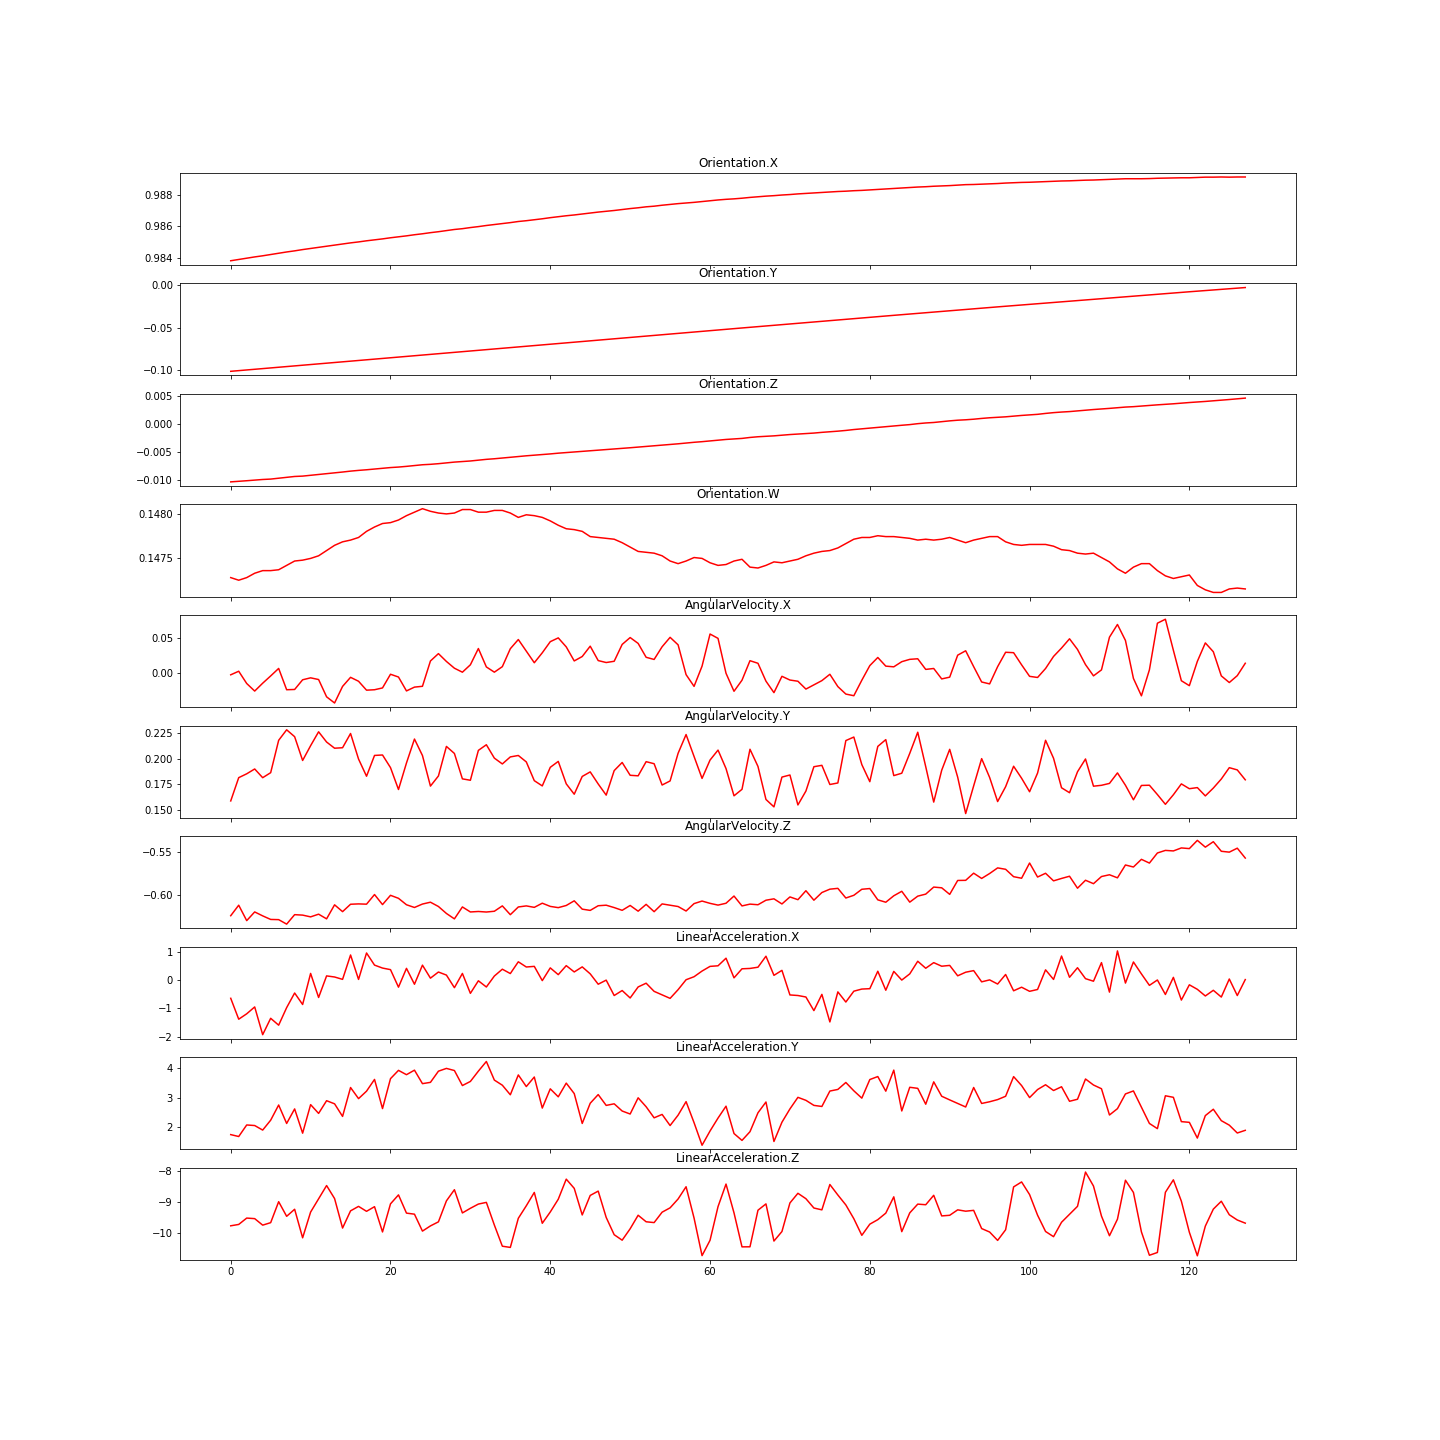 Orientation.X
0.988
0.986
0.984
Orientation.Y
0.00
−0.05
−0.10
Orientation.Z
0.005
0.000
−0.005
−0.010
Orientation.W
0.1480
0.1475
AngularVelocity.X
0.05
0.00
AngularVelocity.Y
0.225
0.200
0.175
0.150
AngularVelocity.Z
−0.55
−0.60
LinearAcceleration.X
1
0
−1
−2
LinearAcceleration.Y
4
3
2
LinearAcceleration.Z
−8
−9
−10
0 20 40 60 80 100 120